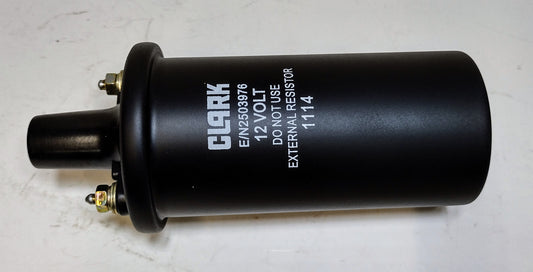 CLARK
E/N2503976
12 VOLT
DO NOT USE
EXTERNAL RESISTOR
1114